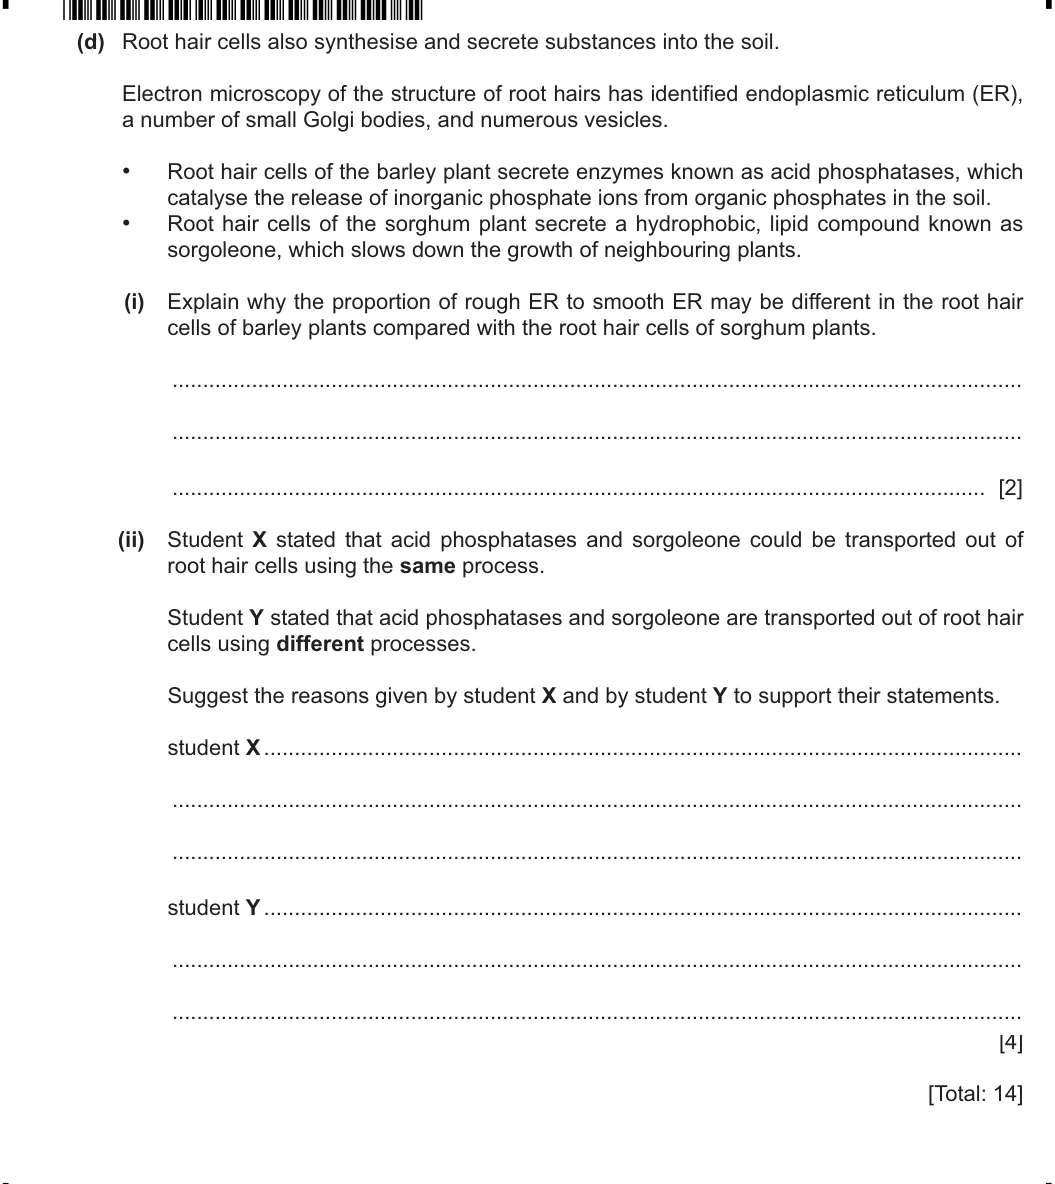 (d) Root hair cells also synthesise and secrete substances into the soil.
Electron microscopy of the structure of root hairs has identified endoplasmic reticulum (ER),
a number of small Golgi bodies, and numerous vesicles.
• Root hair cells of the barley plant secrete enzymes known as acid phosphatases, which
catalyse the release of inorganic phosphate ions from organic phosphates in the soil.
• Root hair cells of the sorghum plant secrete a hydrophobic, lipid compound known as
sorgoleone, which slows down the growth of neighbouring plants.
(i) Explain why the proportion of rough ER to smooth ER may be different in the root hair
cells of barley plants compared with the root hair cells of sorghum plants.
[2]
(ii) Student X stated that acid phosphatases and sorgoleone could be transported out of
root hair cells using the same process.
Student Y stated that acid phosphatases and sorgoleone are transported out of root hair
cells using different processes.
Suggest the reasons given by student X and by student Y to support their statements.
student X
student Y
[4]
[Total: 14]